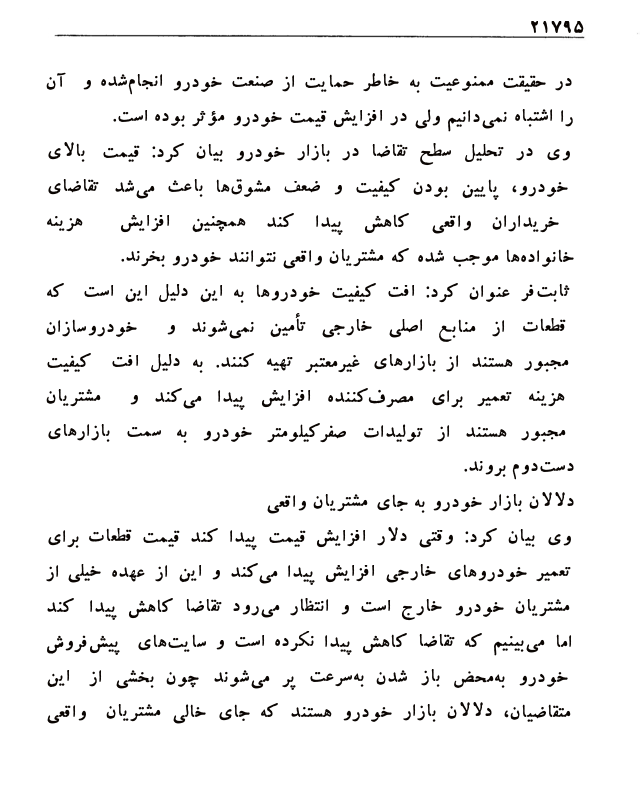 ۲۱۷۹۵
در حقیقت ممنوعیت به خاطر حمایت از صنعت خودرو انجام‌شده و آن
را اشتباه نمی‌دانیم ولی در افزایش قیمت خودرو مؤثر بوده است.
وی در تحلیل سطح تقاضا در بازار خودرو بیان کرد: قیمت بالای
خودرو، پایین بودن کیفیت و ضعف مشوق‌ها باعث می‌شد تقاضای
خریداران واقعی کاهش پیدا کند همچنین افزایش هزینه
خانواده‌ها موجب شده که مشتریان واقعی نتوانند خودرو بخرند.
ثابت‌فر عنوان کرد: افت کیفیت خودروها به این دلیل این است که
قطعات از منابع اصلی خارجی تأمین نمی‌شوند و خودروسازان
مجبور هستند از بازارهای غیرمعتبر تهیه کنند. به دلیل افت کیفیت
هزینه تعمیر برای مصرف‌کننده افزایش پیدا می‌کند و مشتریان
مجبور هستند از تولیدات صفرکیلومتر خودرو به سمت بازارهای
دست‌دوم بروند.
دلالان بازار خودرو به جای مشتریان واقعی
وی بیان کرد: وقتی دلار افزایش قیمت پیدا کند قیمت قطعات برای
تعمیر خودروهای خارجی افزایش پیدا می‌کند و این از عهده خیلی از
مشتریان خودرو خارج است و انتظار می‌رود تقاضا کاهش پیدا کند
اما می‌بینیم که تقاضا کاهش پیدا نکرده است و سایت‌های پیش‌فروش
خودرو به‌محض باز شدن به‌سرعت پر می‌شوند چون بخشی از این
متقاضیان، دلالان بازار خودرو هستند که جای خالی مشتریان واقعی